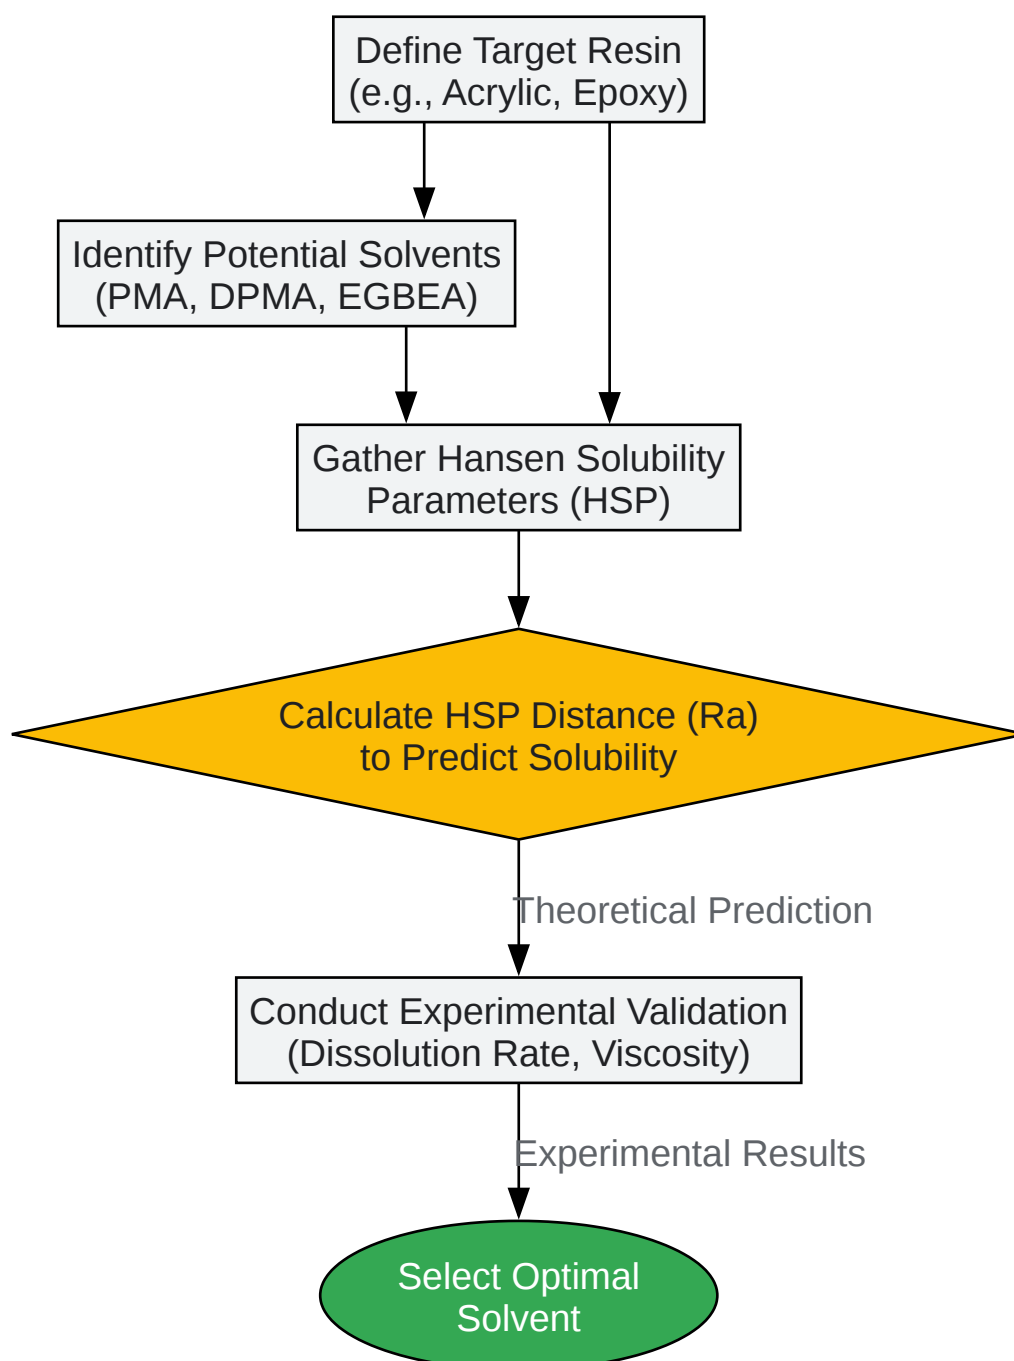 Define Target Resin
(e.g., Acrylic, Epoxy)
Identify Potential Solvents
(PMA, DPMA, EGBEA)
Gather Hansen Solubility
Parameters (HSP)
Calculate HSP Distance (Ra)
to Predict Solubility
Theoretical Prediction
Conduct Experimental Validation
(Dissolution Rate, Viscosity)
Experimental Results
Select Optimal
Solvent